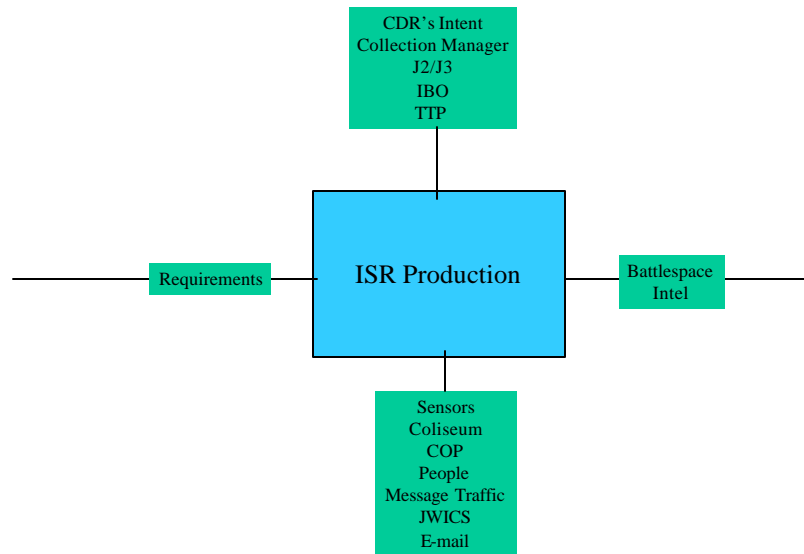 CDR's Intent
Collection Manager
J2/J3
IBO
TTP
Requirements
ISR Production
Battlespace
Intel
Sensors
Coliseum
COP
People
Message Traffic
JWICS
E-mail